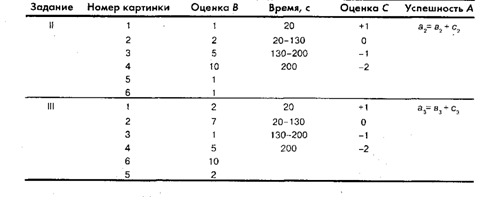 Задание Номер картинки Оценка В Время, с Оценка С Успешность А
II 1 1 20 +1 a₂= в₂ + c₂
2 2 20–130 0
3 5 130–200 −1
4 10 200 −2
5 1
6 1
III 1 2 20 +1 a₃= в₃ + c₃
2 7 20–130 0
3 1 130–200 −1
4 5 200 −2
6 10
5 2